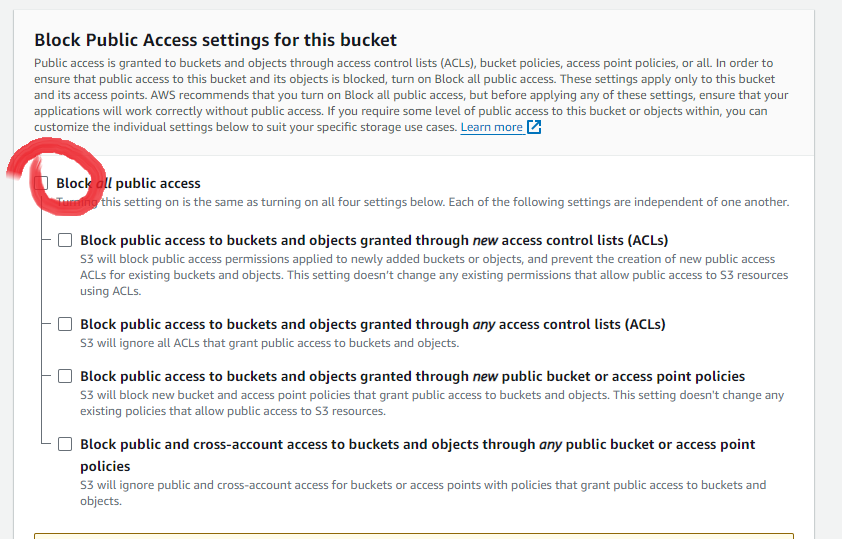 Block Public Access settings for this bucket
Public access is granted to buckets and objects through access control lists (ACLs), bucket policies, access point policies, or all. In order to
ensure that public access to this bucket and its objects is blocked, turn on Block all public access. These settings apply only to this bucket
and its access points. AWS recommends that you turn on Block all public access, but before applying any of these settings, ensure that your
applications will work correctly without public access. If you require some level of public access to this bucket or objects within, you can
customize the individual settings below to suit your specific storage use cases. Learn more
Block all public access
Turning this setting on is the same as turning on all four settings below. Each of the following settings are independent of one another.
Block public access to buckets and objects granted through new access control lists (ACLs)
S3 will block public access permissions applied to newly added buckets or objects, and prevent the creation of new public access
ACLs for existing buckets and objects. This setting doesn't change any existing permissions that allow public access to S3 resources
using ACLs.
Block public access to buckets and objects granted through any access control lists (ACLs)
S3 will ignore all ACLs that grant public access to buckets and objects.
Block public access to buckets and objects granted through new public bucket or access point policies
S3 will block new bucket and access point policies that grant public access to buckets and objects. This setting doesn't change any
existing policies that allow public access to S3 resources.
Block public and cross-account access to buckets and objects through any public bucket or access point
policies
S3 will ignore public and cross-account access for buckets or access points with policies that grant public access to buckets and
objects.